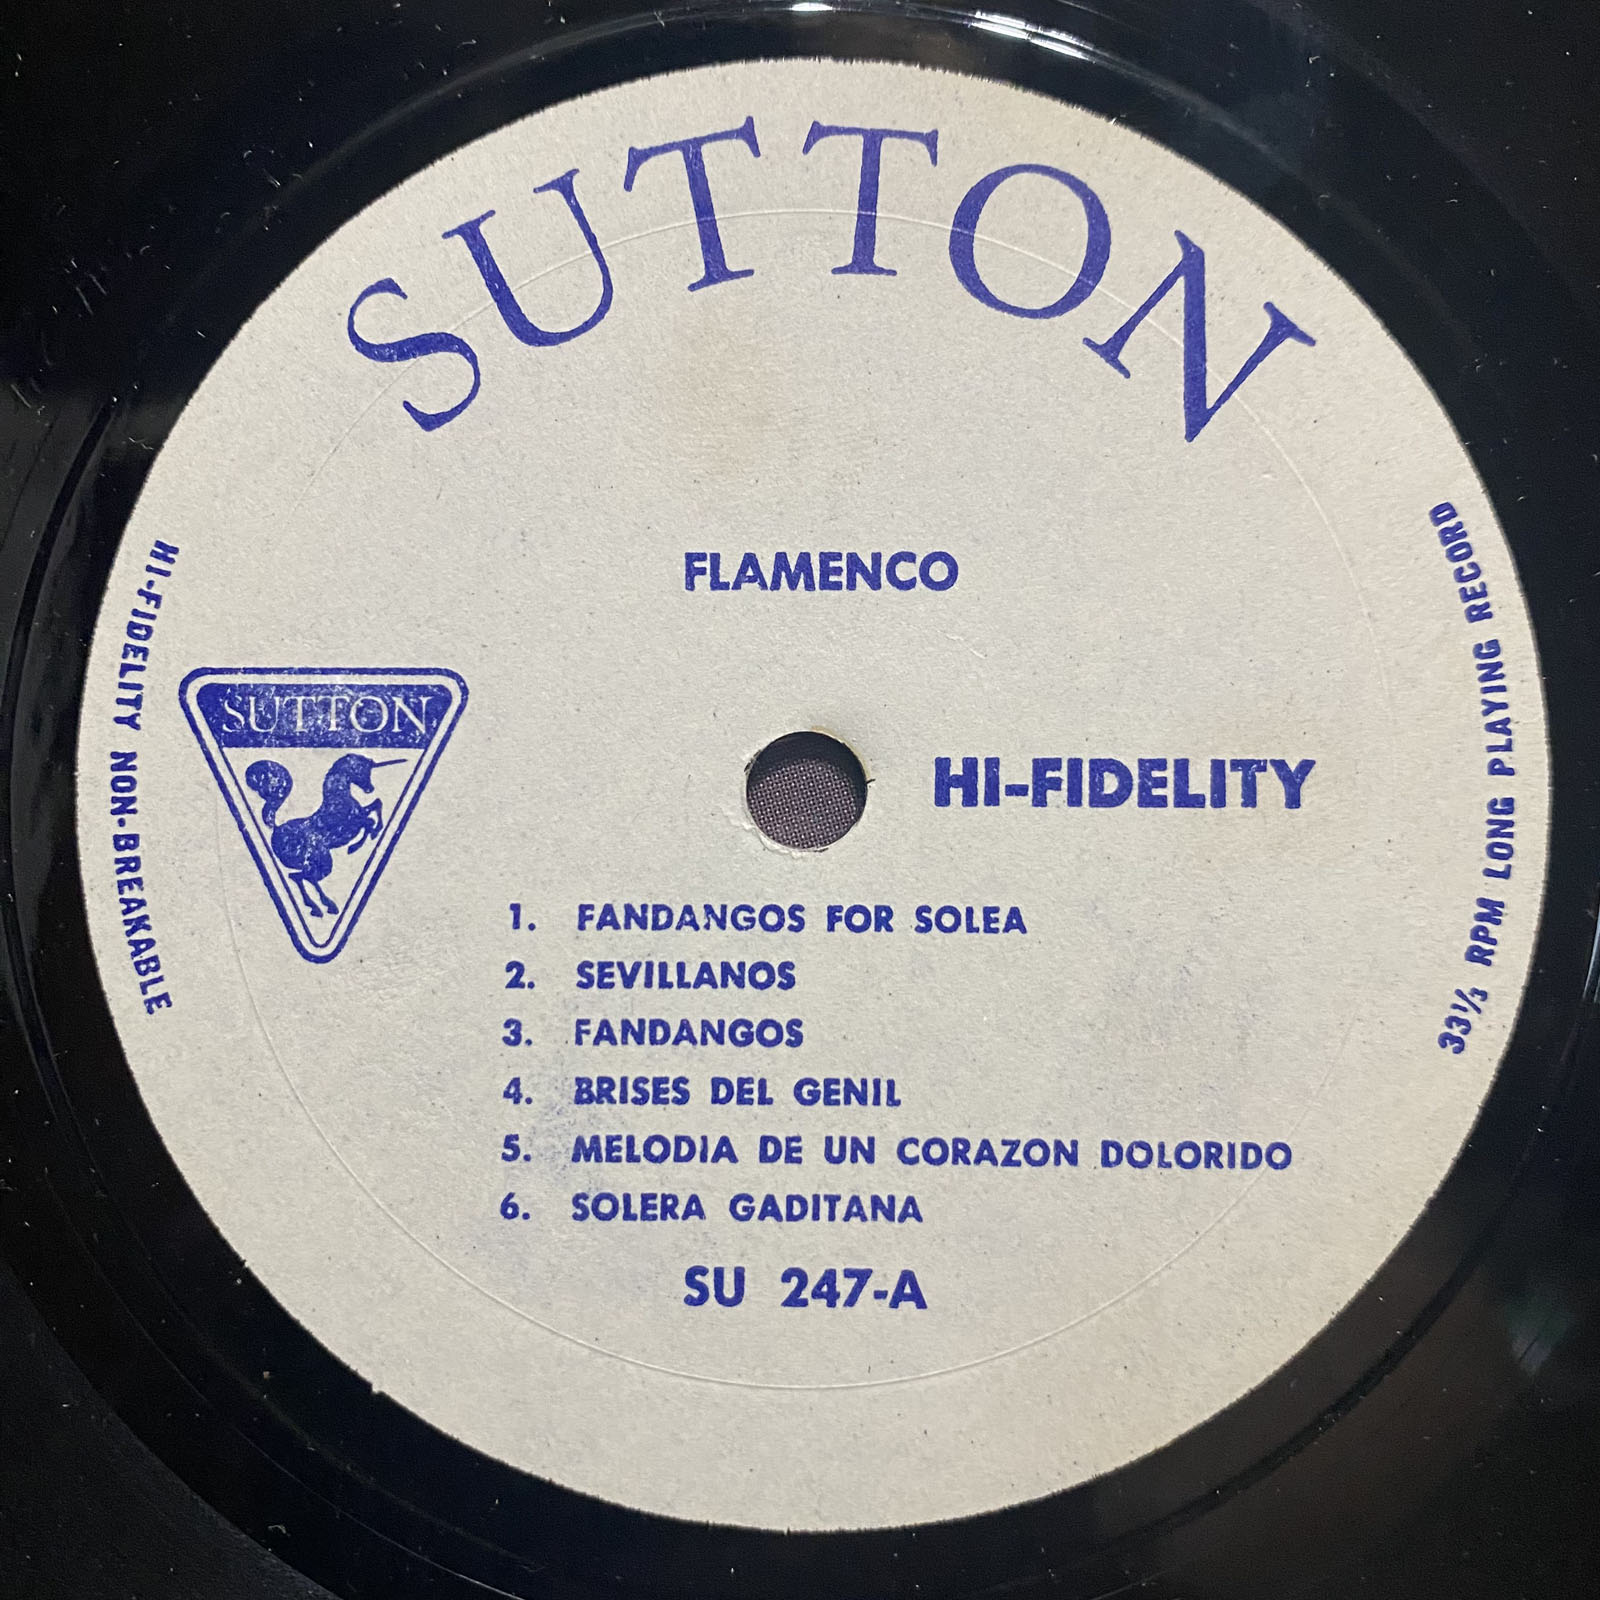 SUTTON
FLAMENCO
HI-FIDELITY NON-BREAKABLE
SUTTON
HI-FIDELITY
33⅓ RPM LONG PLAYING RECORD
1. FANDANGOS FOR SOLEA
2. SEVILLANOS
3. FANDANGOS
4. BRISES DEL GENIL
5. MELODIA DE UN CORAZON DOLORIDO
6. SOLERA GADITANA
SU 247-A